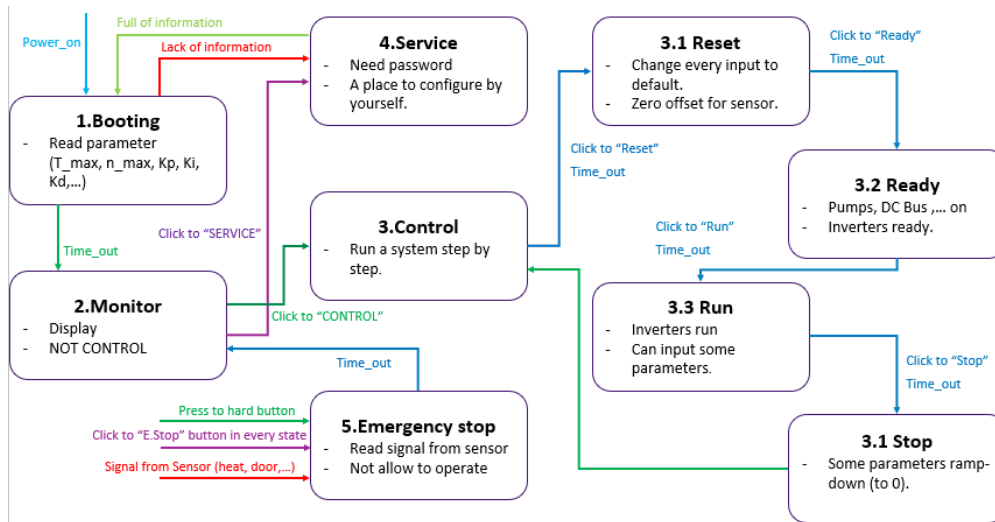 Full of information
Power_on
Lack of information
1.Booting
- Read parameter
(T_max, n_max, Kp, Ki,
Kd,...)
4.Service
- Need password
- A place to configure by
yourself.
3.1 Reset
- Change every input to
default.
- Zero offset for sensor.
Click to "Ready"
Time_out
Click to "Reset"
Time_out
3.2 Ready
- Pumps, DC Bus ,... on
- Inverters ready.
Click to "SERVICE"
Time_out
3.Control
- Run a system step by
step.
Click to "Run"
Time_out
2.Monitor
- Display
- NOT CONTROL
Click to "CONTROL"
3.3 Run
- Inverters run
- Can input some
parameters.
Time_out
Click to "Stop"
Time_out
Press to hard button
Click to "E.Stop" button in every state
Signal from Sensor (heat, door,...)
5.Emergency stop
- Read signal from sensor
- Not allow to operate
3.1 Stop
- Some parameters ramp-
down (to 0).